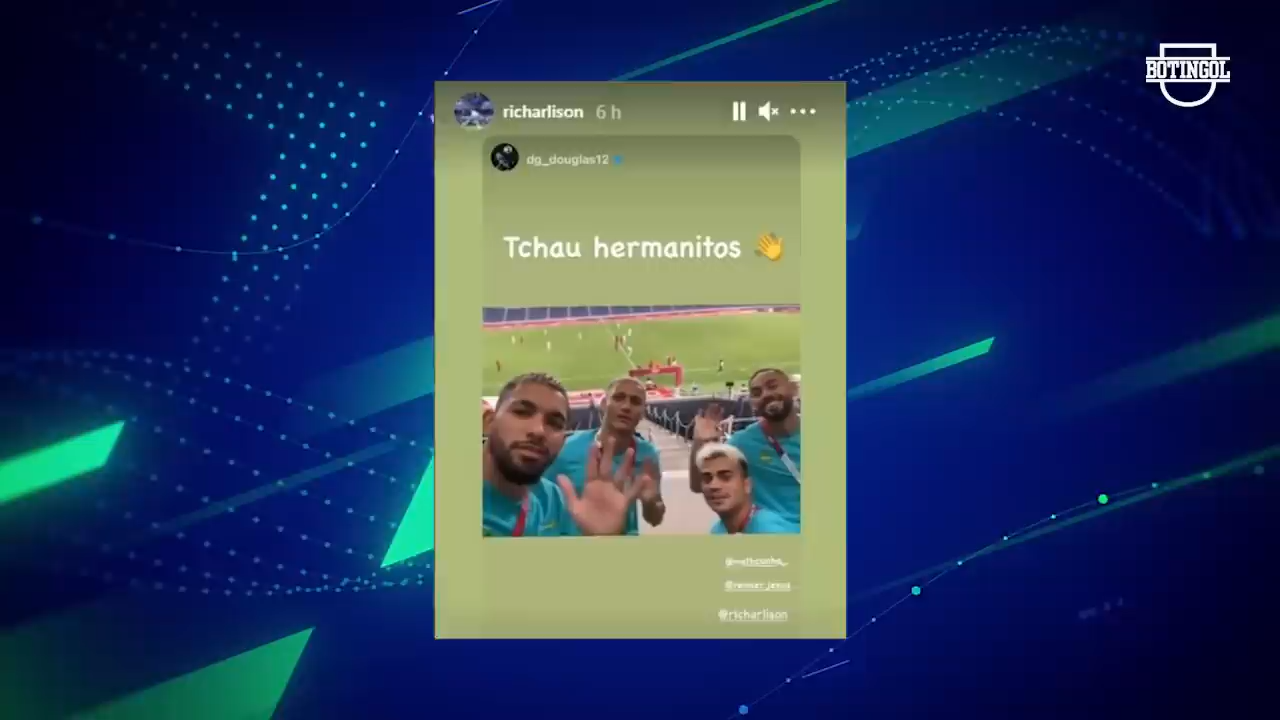 BOTINGOL
richarlison 6 h
dg_douglas12
Tchau hermanitos 👋
@richarlison